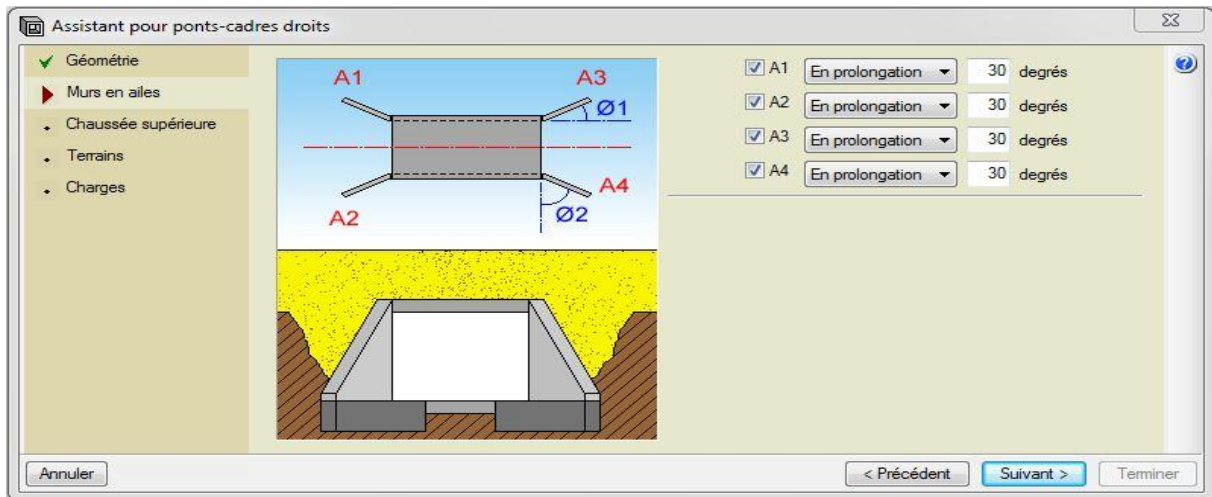 Assistant pour ponts-cadres droits
Géométrie
Murs en ailes
Chaussée supérieure
Terrains
Charges
A1
A3
Ø1
A4
A2
Ø2
A1 En prolongation 30 degrés
A2 En prolongation 30 degrés
A3 En prolongation 30 degrés
A4 En prolongation 30 degrés
?
Annuler
< Précédent
Suivant >
Terminer